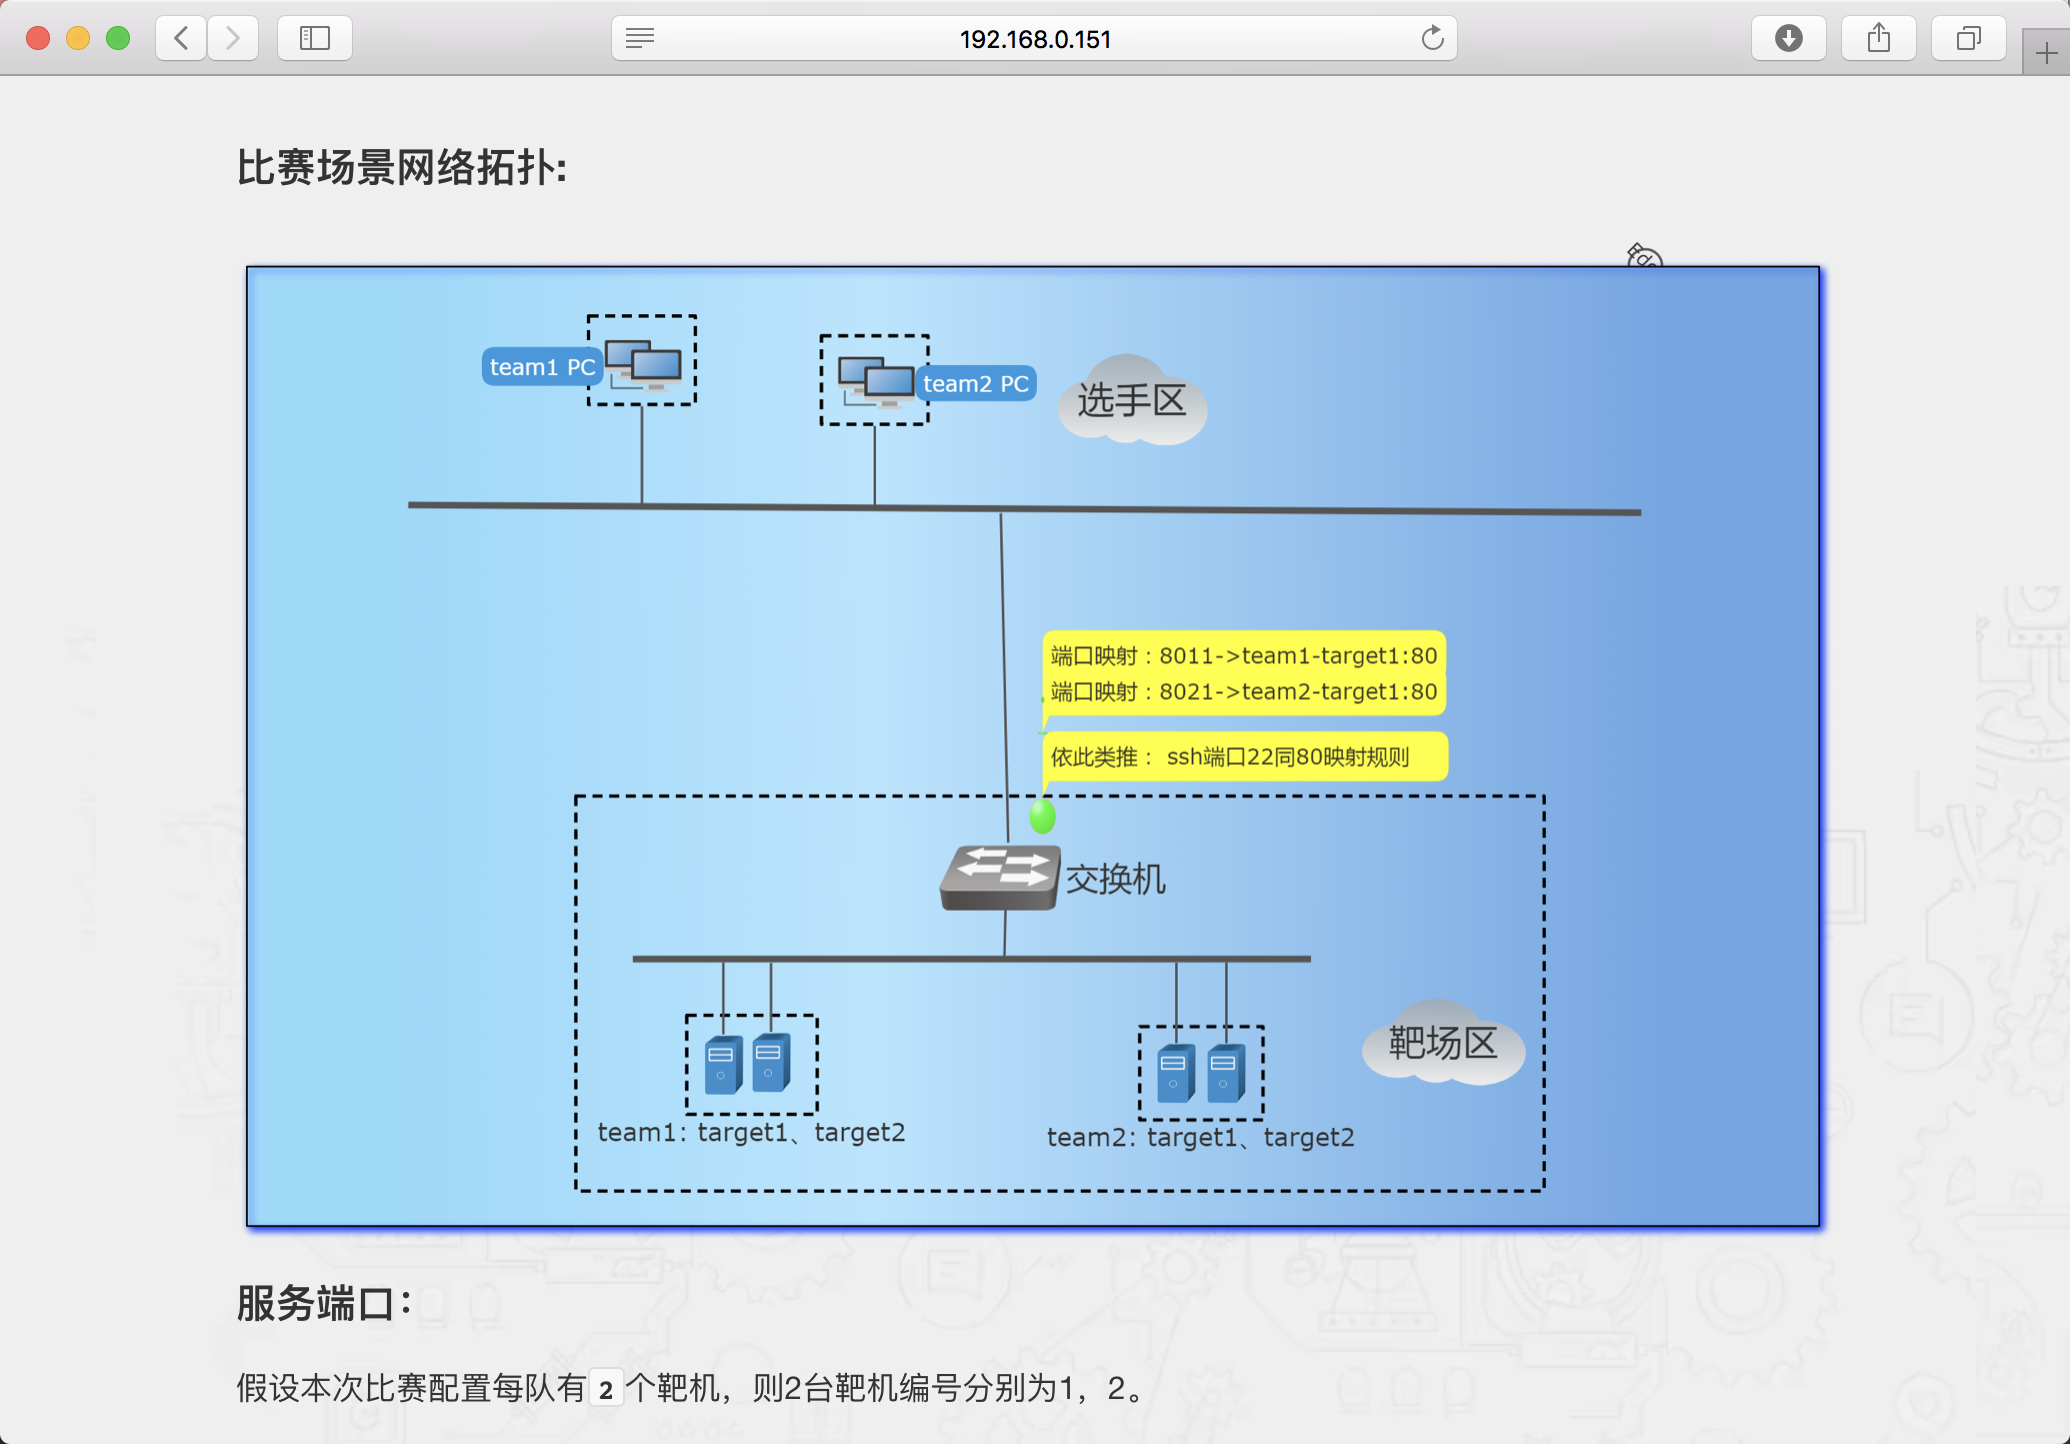 192.168.0.151
比赛场景网络拓扑:
team1 PC
team2 PC
选手区
端口映射：8011->team1-target1:80
端口映射：8021->team2-target1:80
依此类推： ssh端口22同80映射规则
交换机
靶场区
team1: target1、target2
team2: target1、target2
服务端口：
假设本次比赛配置每队有2个靶机，则2台靶机编号分别为1，2。